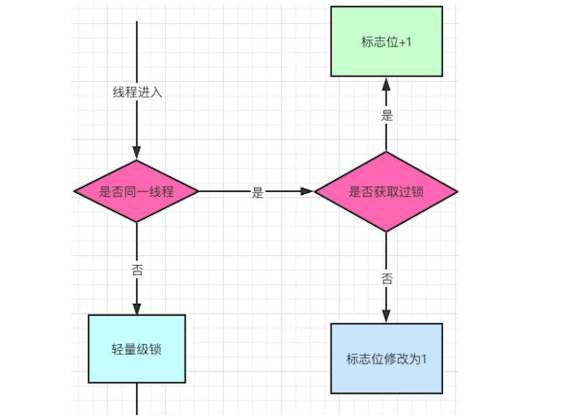 标志位+1
线程进入
是
是否同一线程
是
是否获取过锁
否
否
轻量级锁
标志位修改为1